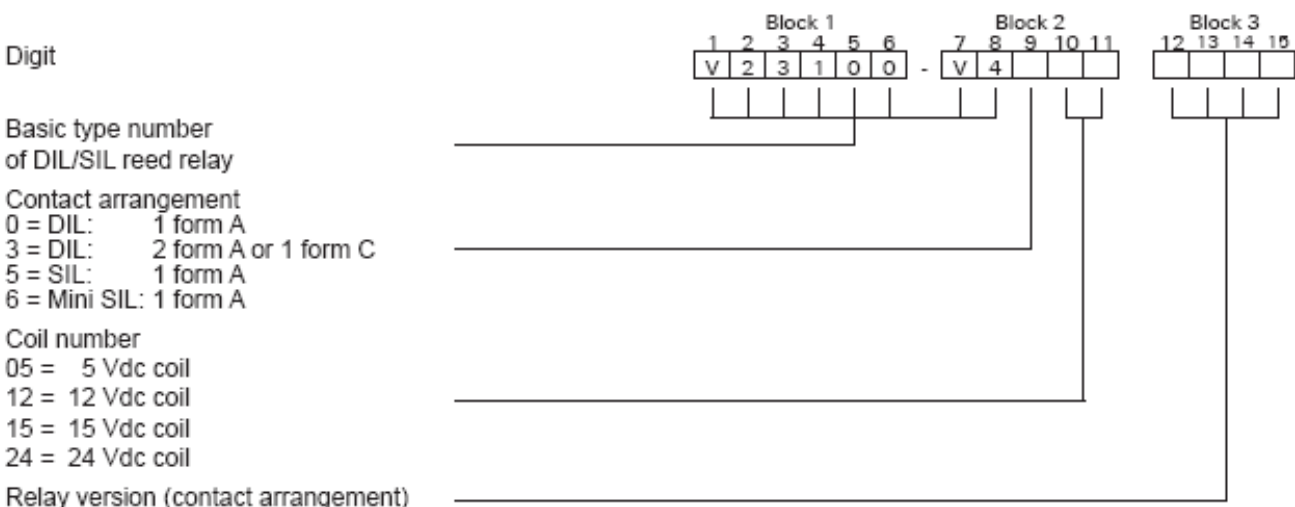 Block 1 Block 2 Block 3
Digit 1 2 3 4 5 6 7 8 9 10 11 12 13 14 15
V 2 3 1 0 0 - V 4
Basic type number
of DIL/SIL reed relay
Contact arrangement
0 = DIL: 1 form A
3 = DIL: 2 form A or 1 form C
5 = SIL: 1 form A
6 = Mini SIL: 1 form A
Coil number
05 = 5 Vdc coil
12 = 12 Vdc coil
15 = 15 Vdc coil
24 = 24 Vdc coil
Relay version (contact arrangement)